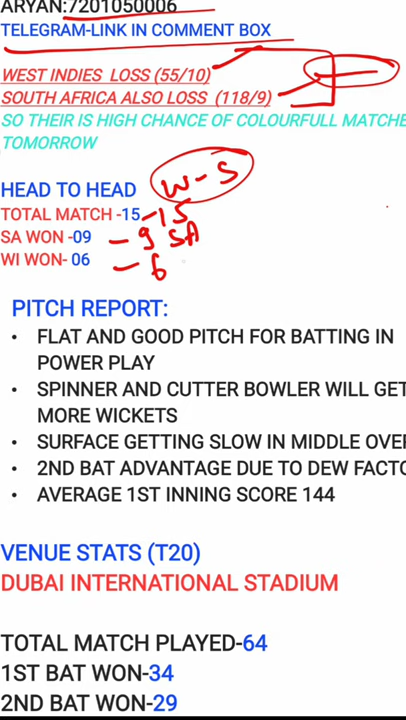 ARYAN:7201050006
TELEGRAM-LINK IN COMMENT BOX
WEST INDIES LOSS (55/10)
SOUTH AFRICA ALSO LOSS (118/9)
SO THEIR IS HIGH CHANCE OF COLOURFULL MATCHE
TOMORROW
W-S
HEAD TO HEAD
TOTAL MATCH -15 -15
SA WON -09 - 9 SA
WI WON- 06 - 6
PITCH REPORT:
• FLAT AND GOOD PITCH FOR BATTING IN
POWER PLAY
• SPINNER AND CUTTER BOWLER WILL GET
MORE WICKETS
• SURFACE GETTING SLOW IN MIDDLE OVER
• 2ND BAT ADVANTAGE DUE TO DEW FACTO
• AVERAGE 1ST INNING SCORE 144
VENUE STATS (T20)
DUBAI INTERNATIONAL STADIUM
TOTAL MATCH PLAYED-64
1ST BAT WON-34
2ND BAT WON-29